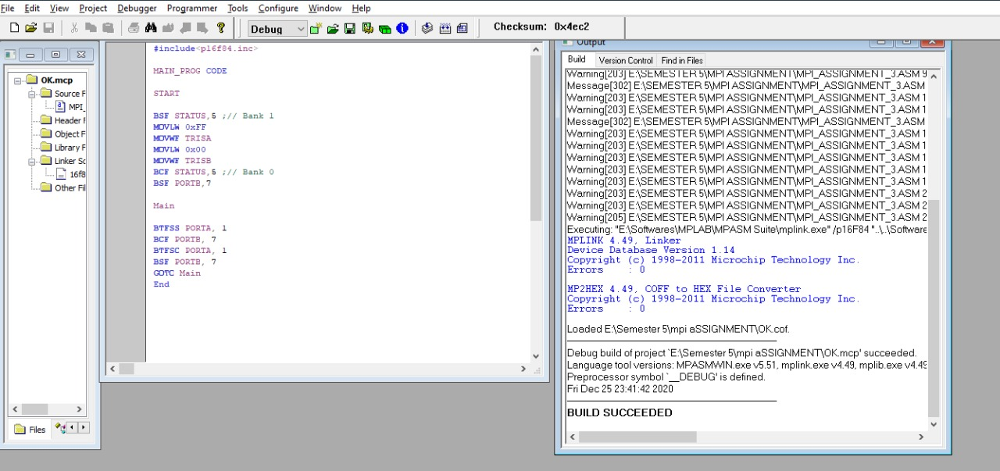 File Edit View Project Debugger Programmer Tools Configure Window Help
Debug
Checksum: 0x4ec2
OK.mcp
Source F
MPI_
Header F
Object F
Library F
Linker Sc
16f8
Other Fil
Files
#include<p16f84.inc>
MAIN_PROG CODE
START
BSF STATUS,5 ;// Bank 1
MOVLW 0xFF
MOVWF TRISA
MOVLW 0x00
MOVWF TRISB
BCF STATUS,5 ;// Bank 0
BSF PORTB,7
Main
BTFSS PORTA, 1
BCF PORTB, 7
BTFSC PORTA, 1
BSF PORTB, 7
GOTO Main
End
Output
Build Version Control Find in Files
Warning[203] E:\SEMESTER 5\MPI ASSIGNMENT\MPI_ASSIGNMENT_3.ASM 9
Message[302] E:\SEMESTER 5\MPI ASSIGNMENT\MPI_ASSIGNMENT_3.ASM
Warning[203] E:\SEMESTER 5\MPI ASSIGNMENT\MPI_ASSIGNMENT_3.ASM 1
Warning[203] E:\SEMESTER 5\MPI ASSIGNMENT\MPI_ASSIGNMENT_3.ASM 1
Message[302] E:\SEMESTER 5\MPI ASSIGNMENT\MPI_ASSIGNMENT_3.ASM
Warning[203] E:\SEMESTER 5\MPI ASSIGNMENT\MPI_ASSIGNMENT_3.ASM 1
Warning[203] E:\SEMESTER 5\MPI ASSIGNMENT\MPI_ASSIGNMENT_3.ASM 1
Warning[203] E:\SEMESTER 5\MPI ASSIGNMENT\MPI_ASSIGNMENT_3.ASM 1
Warning[203] E:\SEMESTER 5\MPI ASSIGNMENT\MPI_ASSIGNMENT_3.ASM 1
Warning[203] E:\SEMESTER 5\MPI ASSIGNMENT\MPI_ASSIGNMENT_3.ASM 1
Warning[203] E:\SEMESTER 5\MPI ASSIGNMENT\MPI_ASSIGNMENT_3.ASM 2
Warning[203] E:\SEMESTER 5\MPI ASSIGNMENT\MPI_ASSIGNMENT_3.ASM 2
Warning[205] E:\SEMESTER 5\MPI ASSIGNMENT\MPI_ASSIGNMENT_3.ASM 2
Executing: "E:\Softwares\MPLAB\MPASM Suite\mplink.exe" /p16F84 "..\..\Software
MPLINK 4.49, Linker
Device Database Version 1.14
Copyright (c) 1998-2011 Microchip Technology Inc.
Errors : 0
MP2HEX 4.49, COFF to HEX File Converter
Copyright (c) 1998-2011 Microchip Technology Inc.
Errors : 0
Loaded E:\Semester 5\mpi aSSIGNMENT\OK.cof.
Debug build of project `E:\Semester 5\mpi aSSIGNMENT\OK.mcp' succeeded.
Language tool versions: MPASMWIN.exe v5.51, mplink.exe v4.49, mplib.exe v4.49
Preprocessor symbol `__DEBUG' is defined.
Fri Dec 25 23:41:42 2020
BUILD SUCCEEDED